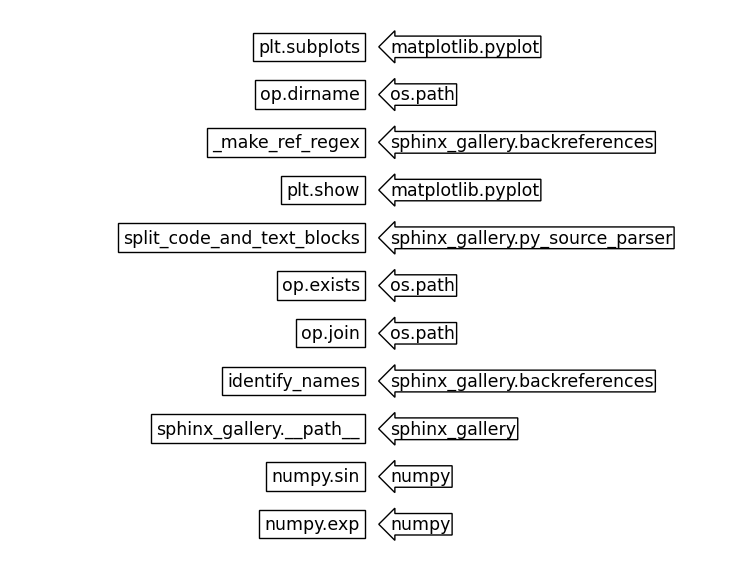 plt.subplots matplotlib.pyplot
op.dirname os.path
_make_ref_regex sphinx_gallery.backreferences
plt.show matplotlib.pyplot
split_code_and_text_blocks sphinx_gallery.py_source_parser
op.exists os.path
op.join os.path
identify_names sphinx_gallery.backreferences
sphinx_gallery.__path__ sphinx_gallery
numpy.sin numpy
numpy.exp numpy